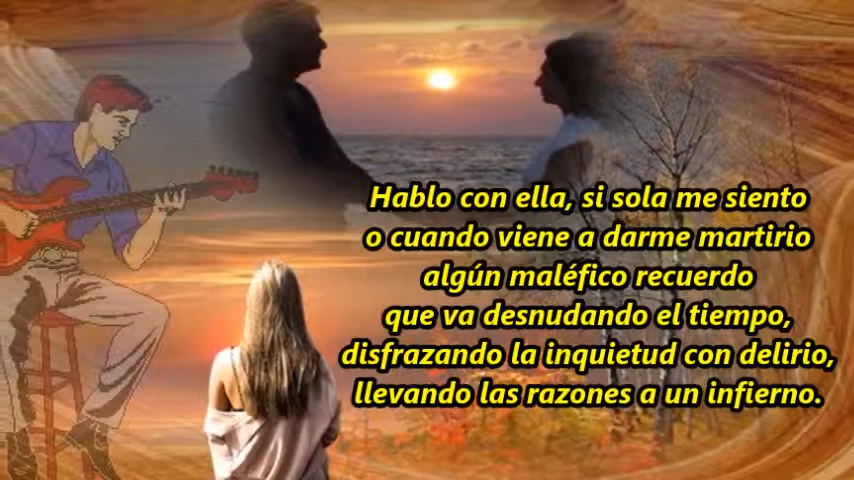 Hablo con ella, si sola me siento
o cuando viene a darme martirio
algún maléfico recuerdo
que va desnudando el tiempo,
disfrazando la inquietud con delirio,
llevando las razones a un infierno.